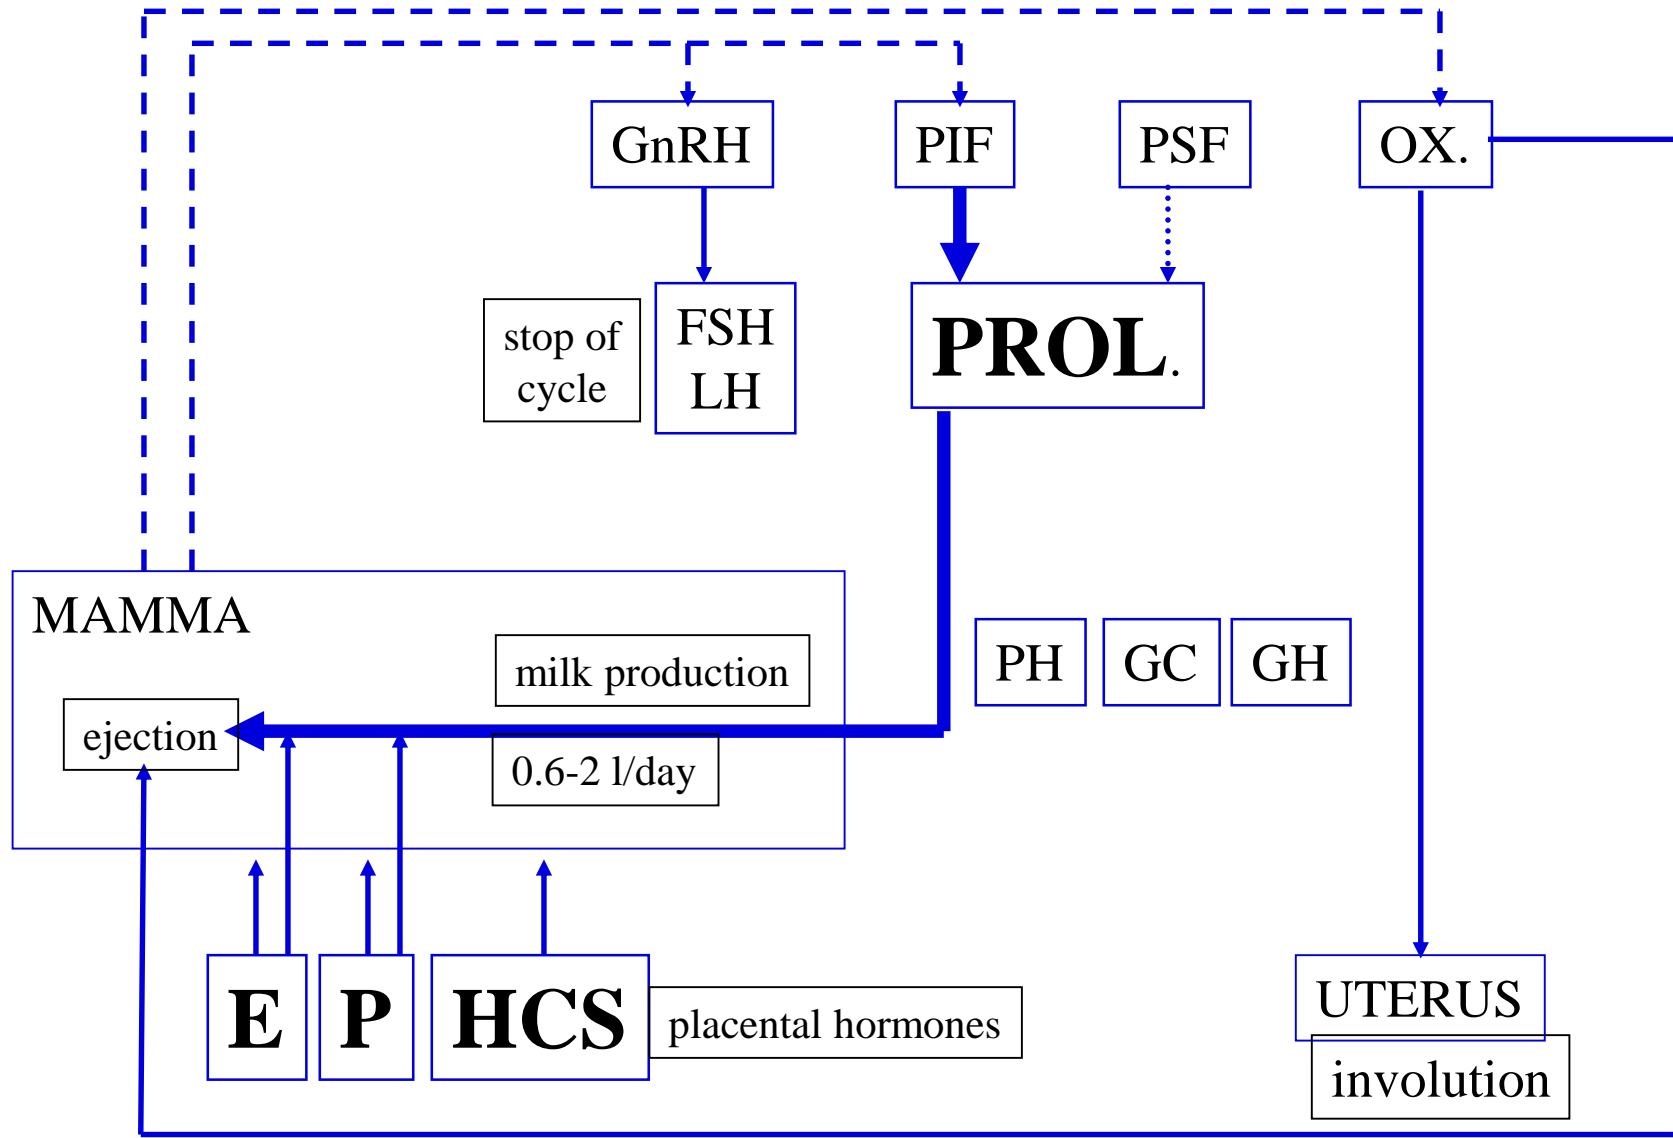 GnRH
PIF
PSF
OX.
stop of
cycle
FSH
LH
PROL.
MAMMA
milk production
PH
GC
GH
ejection
0.6-2 l/day
E
P
HCS
placental hormones
UTERUS
involution